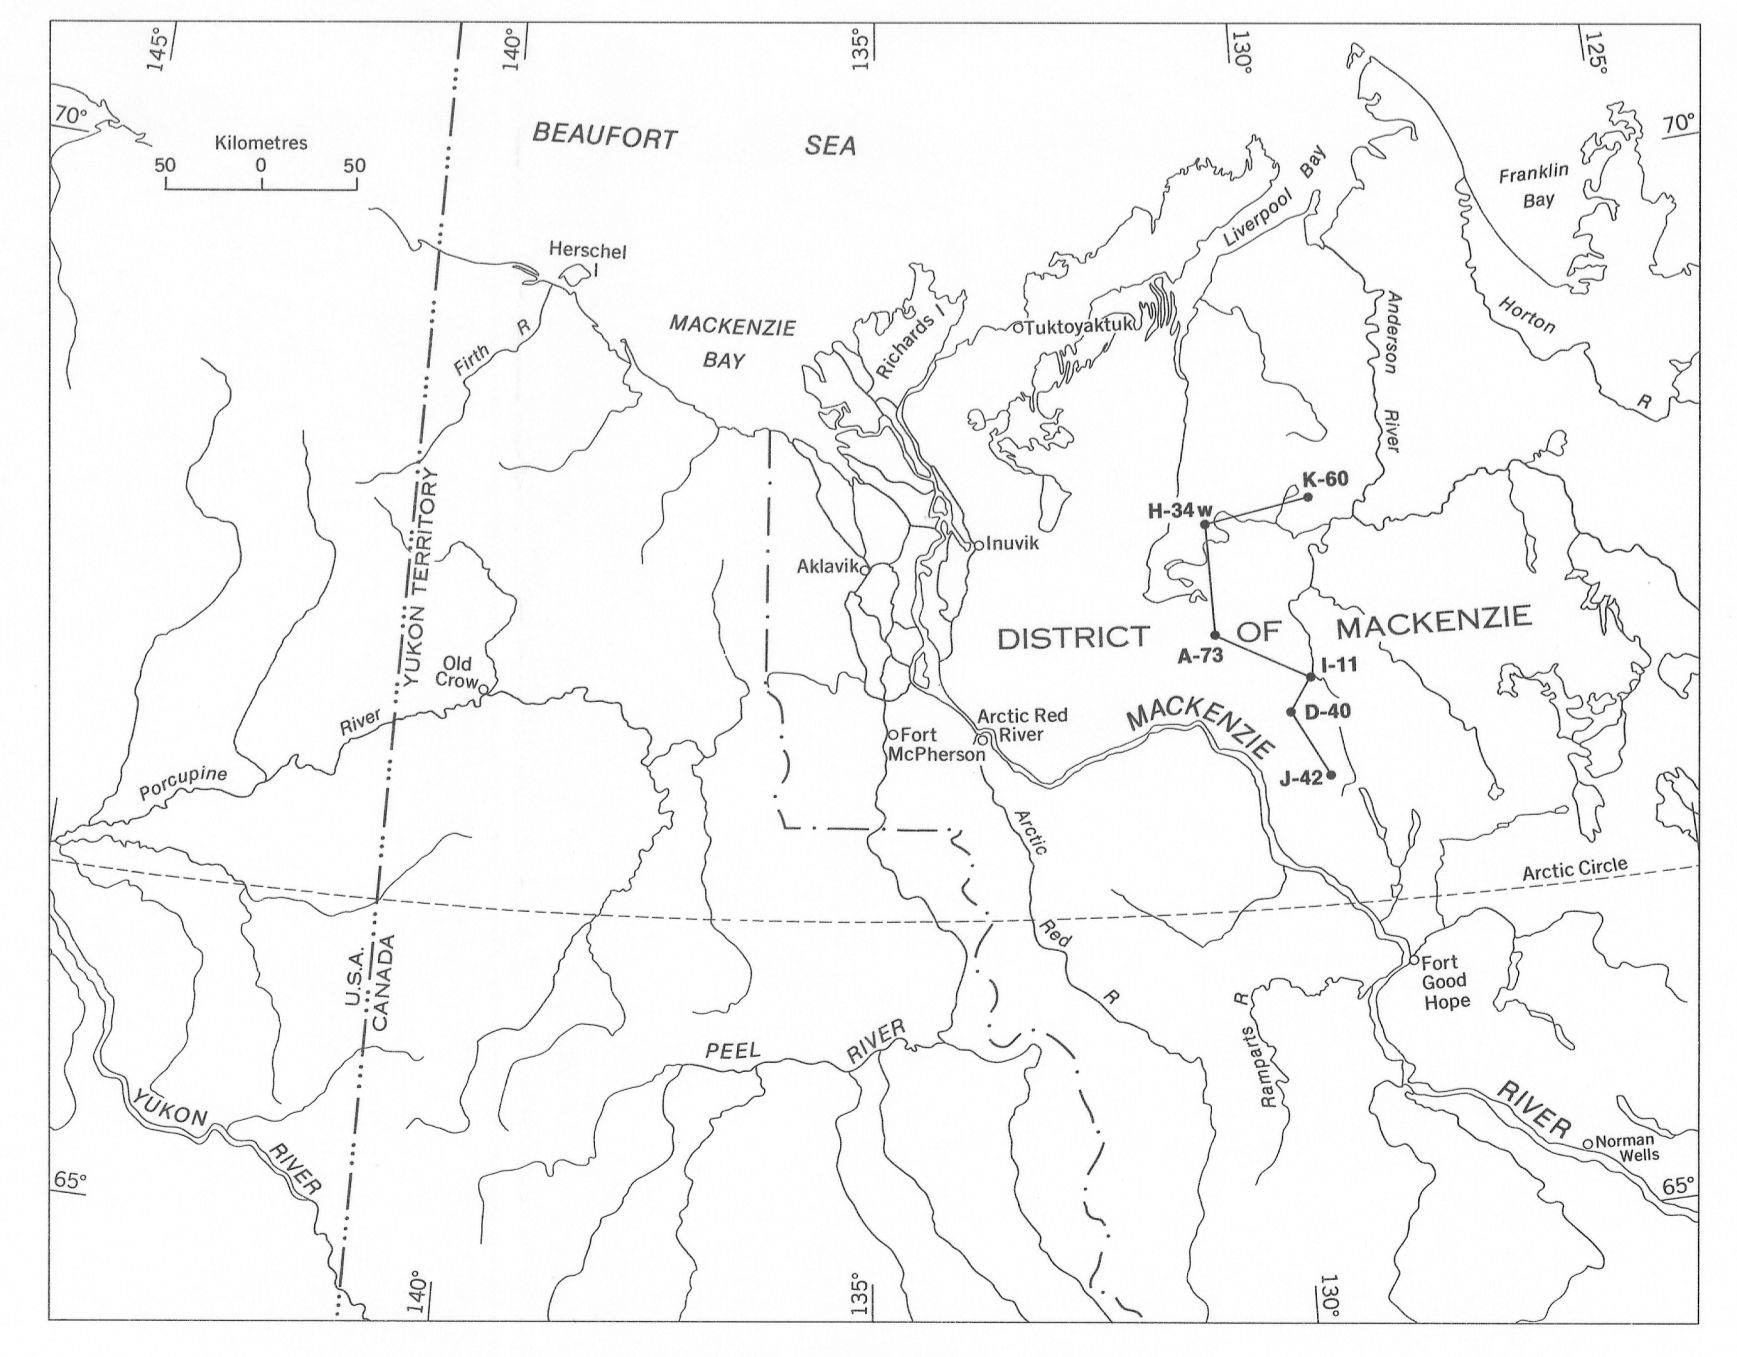 145°
140°
135°
130°
125°
70°
70°
Kilometres
50 0 50
BEAUFORT SEA
Liverpool Bay
Franklin
Bay
Herschel
I
Firth R
MACKENZIE
BAY
Richards I
Tuktoyaktuk
Anderson River
Horton R
K-60
H-34 w
Inuvik
Aklavik
YUKON TERRITORY
DISTRICT OF MACKENZIE
A-73
I-11
D-40
J-42
Old
Crow
Porcupine River
Fort
McPherson
Arctic Red
River
MACKENZIE
Arctic Red R
Arctic Circle
U.S.A.
CANADA
Fort
Good
Hope
Ramparts R
PEEL RIVER
YUKON RIVER
RIVER
Norman
Wells
65°
65°
140°
135°
130°